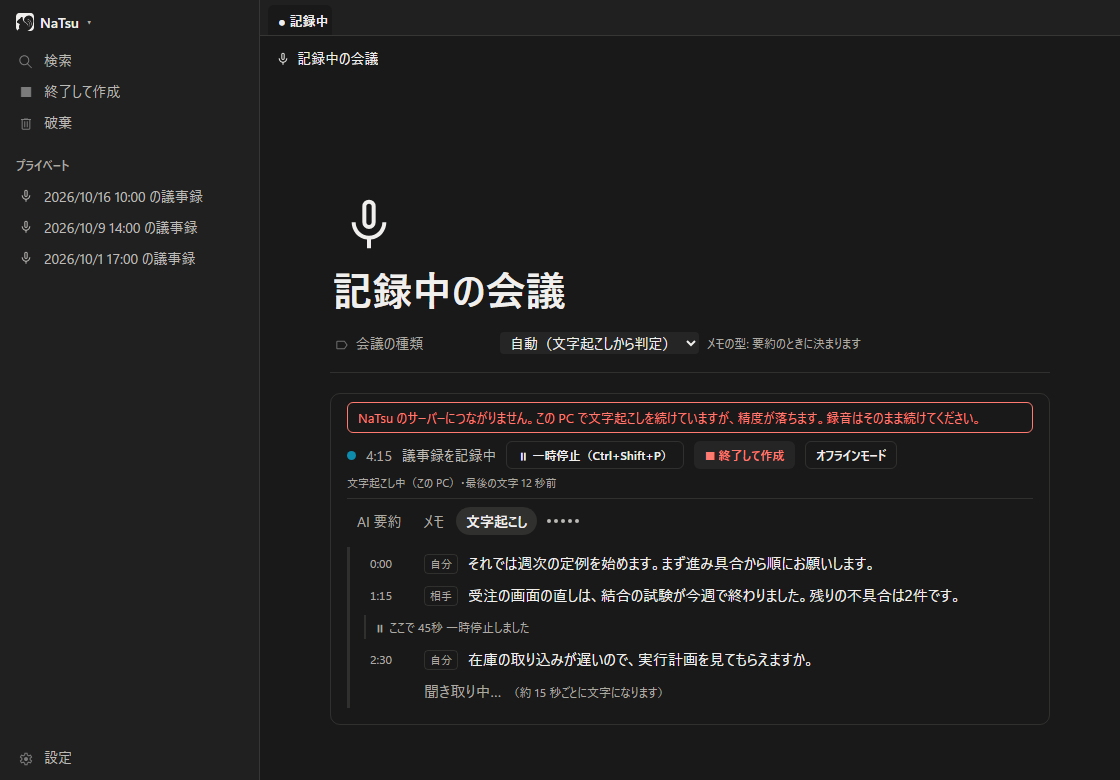 NaTsu
検索
終了して作成
破棄
プライベート
2026/10/16 10:00 の議事録
2026/10/9 14:00 の議事録
2026/10/1 17:00 の議事録
設定
● 記録中
記録中の会議
記録中の会議
会議の種類 自動（文字起こしから判定） メモの型: 要約のときに決まります
NaTsu のサーバーにつながりません。この PC で文字起こしを続けていますが、精度が落ちます。録音はそのまま続けてください。
4:15 議事録を記録中 ⏸ 一時停止（Ctrl+Shift+P） ■ 終了して作成 オフラインモード
文字起こし中（この PC）・最後の文字 12 秒前
AI 要約 メモ 文字起こし
0:00 自分 それでは週次の定例を始めます。まず進み具合から順にお願いします。
1:15 相手 受注の画面の直しは、結合の試験が今週で終わりました。残りの不具合は2件です。
⏸ ここで 45秒 一時停止しました
2:30 自分 在庫の取り込みが遅いので、実行計画を見てもらえますか。
聞き取り中… （約 15 秒ごとに文字になります）